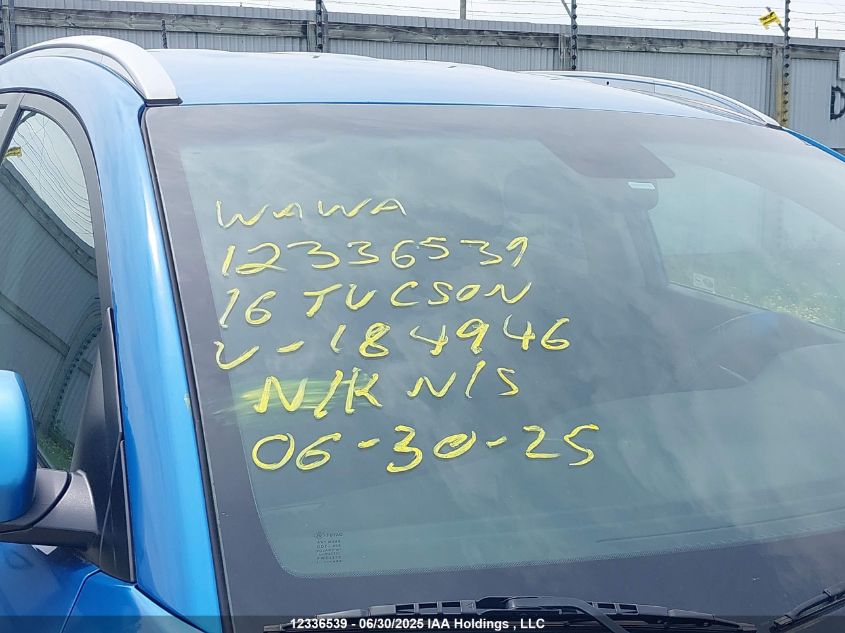 WAWA
12336539
16 TUCSON
V-184946
N/K N/S
06-30-25
12336539 - 06/30/2025 IAA Holdings , LLC